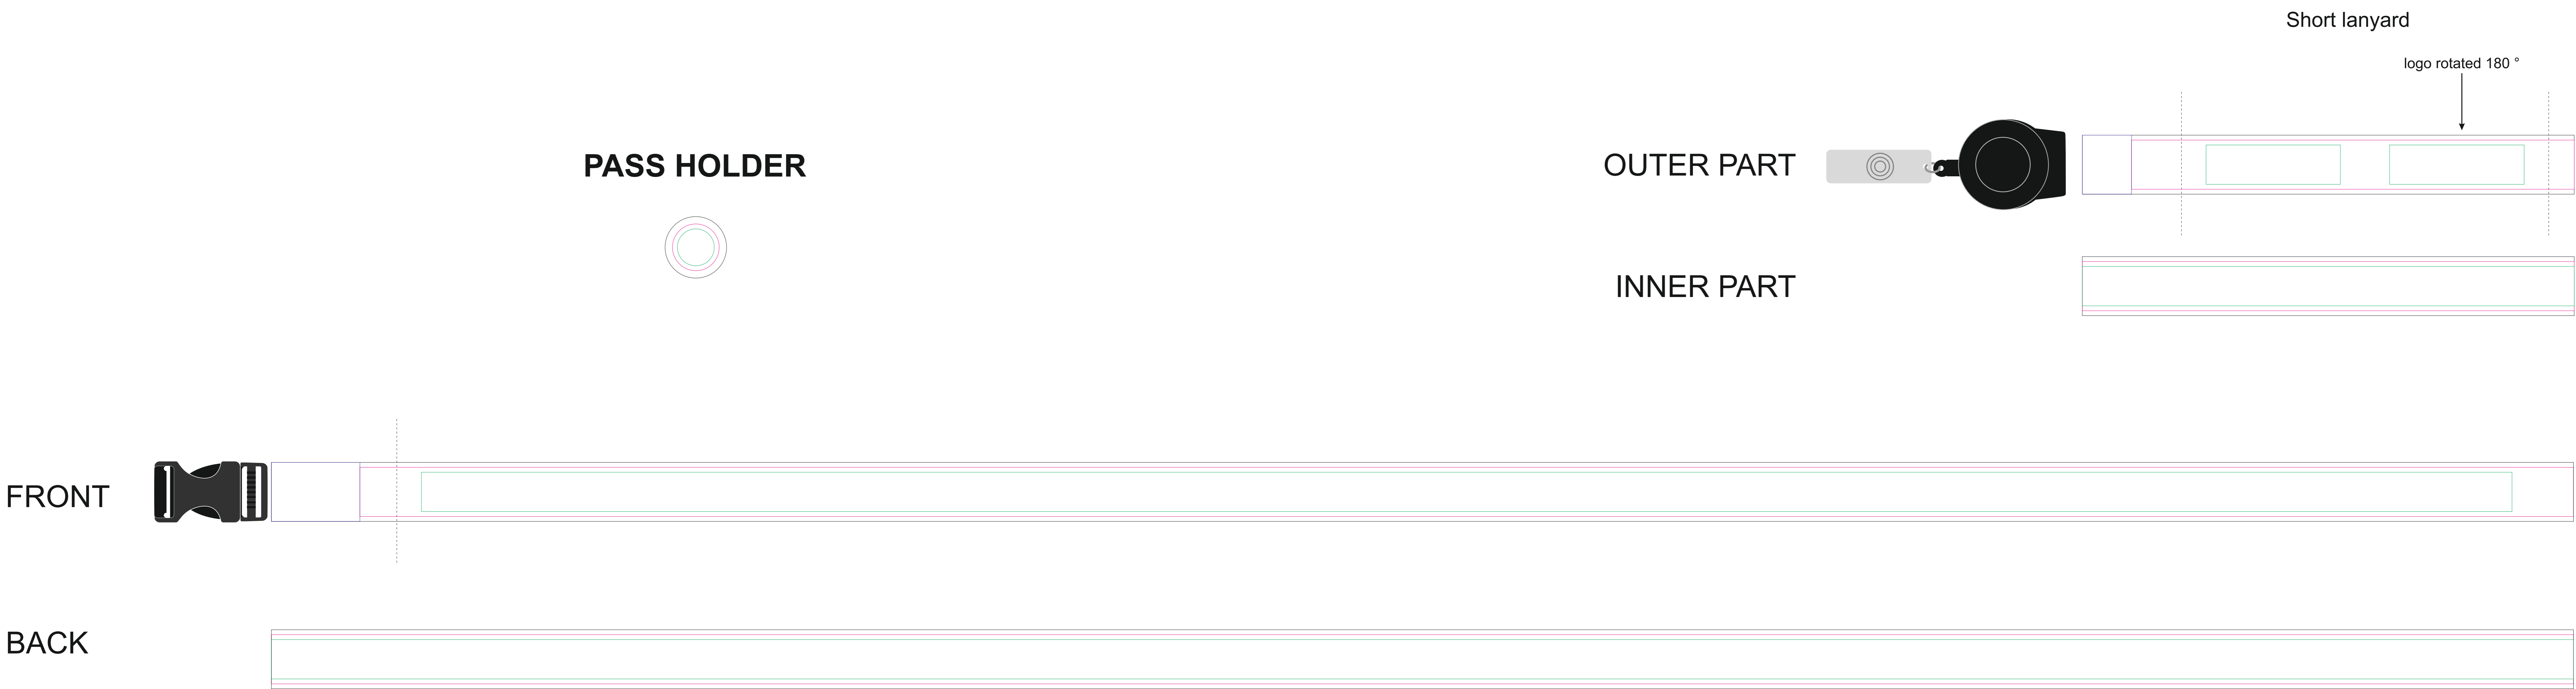 Short lanyard
logo rotated 180 °
PASS HOLDER
OUTER PART
INNER PART
FRONT
BACK